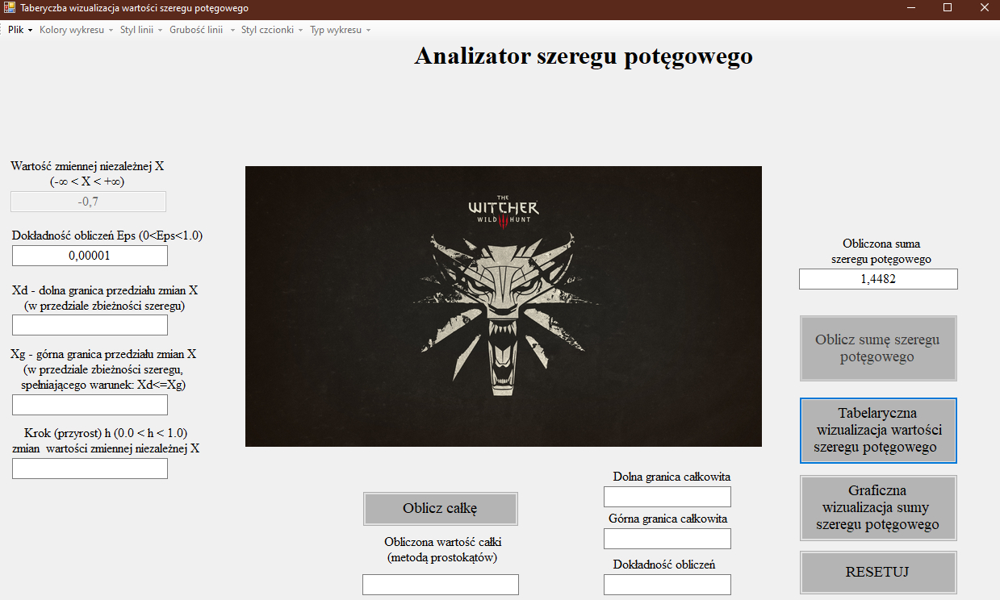 Taberyczba wizualizacja wartości szeregu potęgowego
Plik Kolory wykresu Styl linii Grubość linii Styl czcionki Typ wykresu
Analizator szeregu potęgowego
Wartość zmiennej niezależnej X
(-∞ < X < +∞)
-0,7
Dokładność obliczeń Eps (0<Eps<1.0)
0,00001
Xd - dolna granica przedziału zmian X
(w przedziale zbieżności szeregu)
Xg - górna granica przedziału zmian X
(w przedziale zbieżności szeregu,
spełniającego warunek: Xd<=Xg)
Krok (przyrost) h (0.0 < h < 1.0)
zmian wartości zmiennej niezależnej X
THE
WITCHER
WILD HUNT
Oblicz całkę
Obliczona wartość całki
(metodą prostokątów)
Dolna granica całkowita
Górna granica całkowita
Dokładność obliczeń
Obliczona suma
szeregu potęgowego
1,4482
Oblicz sumę szeregu
potęgowego
Tabelaryczna
wizualizacja wartości
szeregu potęgowego
Graficzna
wizualizacja sumy
szeregu potęgowego
RESETUJ